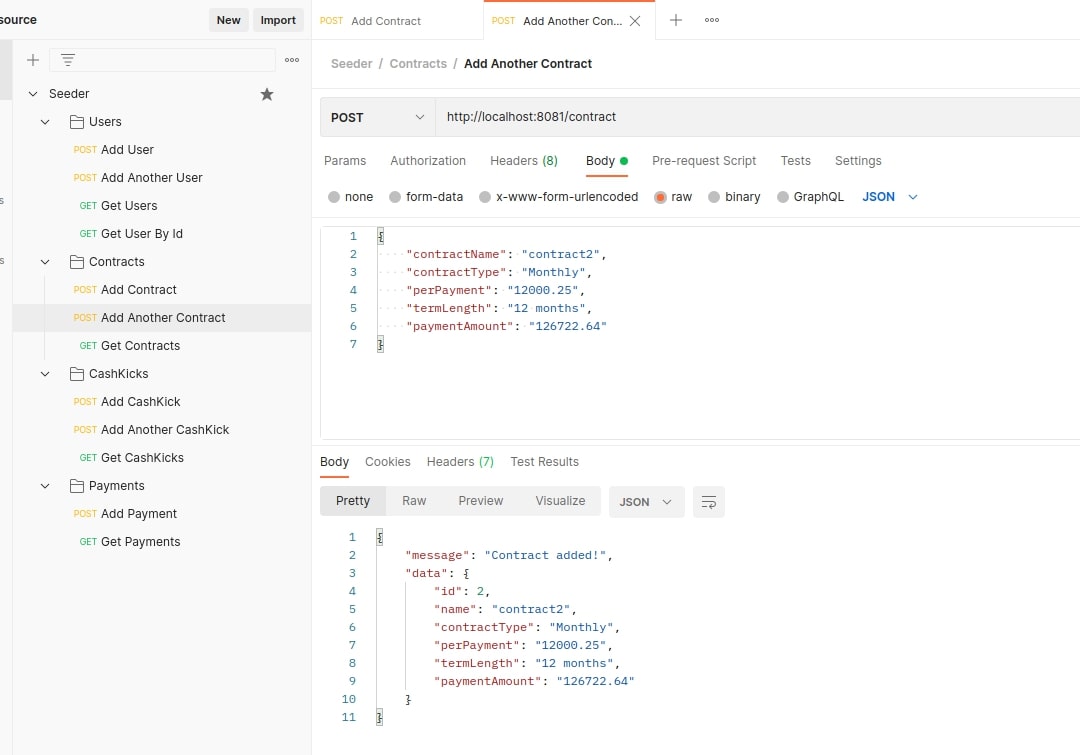 source
New
Import
POST Add Contract
POST Add Another Con...
Seeder
Users
POST Add User
POST Add Another User
GET Get Users
GET Get User By Id
Contracts
POST Add Contract
POST Add Another Contract
GET Get Contracts
CashKicks
POST Add CashKick
POST Add Another CashKick
GET Get CashKicks
Payments
POST Add Payment
GET Get Payments
Seeder / Contracts / Add Another Contract
POST http://localhost:8081/contract
Params Authorization Headers (8) Body Pre-request Script Tests Settings
none form-data x-www-form-urlencoded raw binary GraphQL JSON
1 {
2 "contractName": "contract2",
3 "contractType": "Monthly",
4 "perPayment": "12000.25",
5 "termLength": "12 months",
6 "paymentAmount": "126722.64"
7 }
Body Cookies Headers (7) Test Results
Pretty Raw Preview Visualize JSON
1 {
2 "message": "Contract added!",
3 "data": {
4 "id": 2,
5 "name": "contract2",
6 "contractType": "Monthly",
7 "perPayment": "12000.25",
8 "termLength": "12 months",
9 "paymentAmount": "126722.64"
10 }
11 }